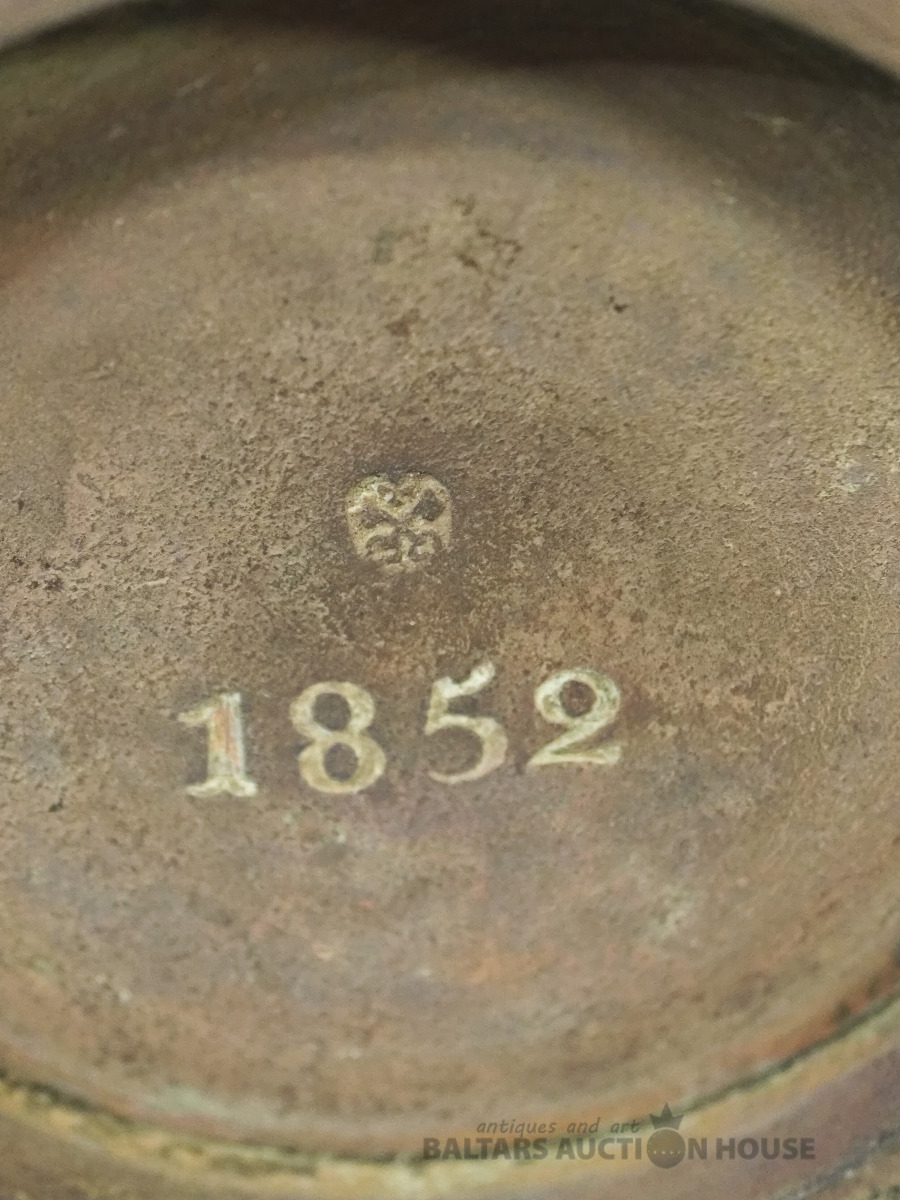 1852
antiques and art
BALTARS AUCTION HOUSE